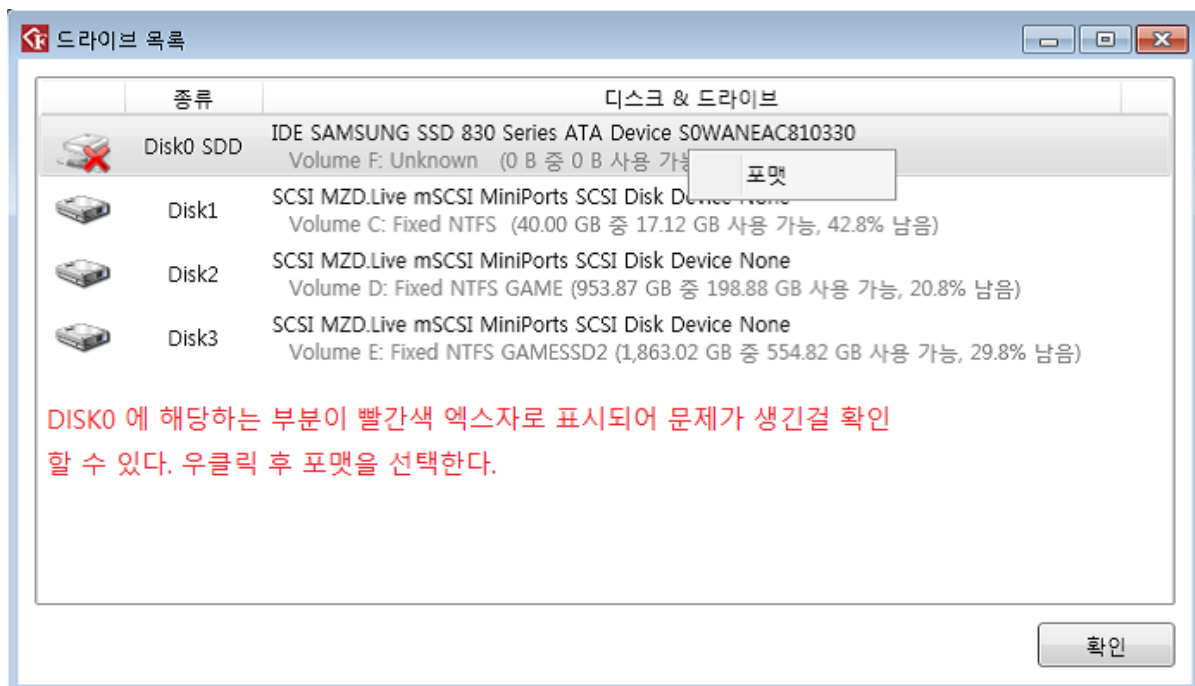 드라이브 목록
종류 디스크 & 드라이브
Disk0 SDD IDE SAMSUNG SSD 830 Series ATA Device S0WANEAC810330
Volume F: Unknown (0 B 중 0 B 사용 가능
포맷
Disk1 SCSI MZD.Live mSCSI MiniPorts SCSI Disk Device None
Volume C: Fixed NTFS (40.00 GB 중 17.12 GB 사용 가능, 42.8% 남음)
Disk2 SCSI MZD.Live mSCSI MiniPorts SCSI Disk Device None
Volume D: Fixed NTFS GAME (953.87 GB 중 198.88 GB 사용 가능, 20.8% 남음)
Disk3 SCSI MZD.Live mSCSI MiniPorts SCSI Disk Device None
Volume E: Fixed NTFS GAMESSD2 (1,863.02 GB 중 554.82 GB 사용 가능, 29.8% 남음)
DISK0 에 해당하는 부분이 빨간색 엑스자로 표시되어 문제가 생긴걸 확인
할 수 있다. 우클릭 후 포맷을 선택한다.
확인